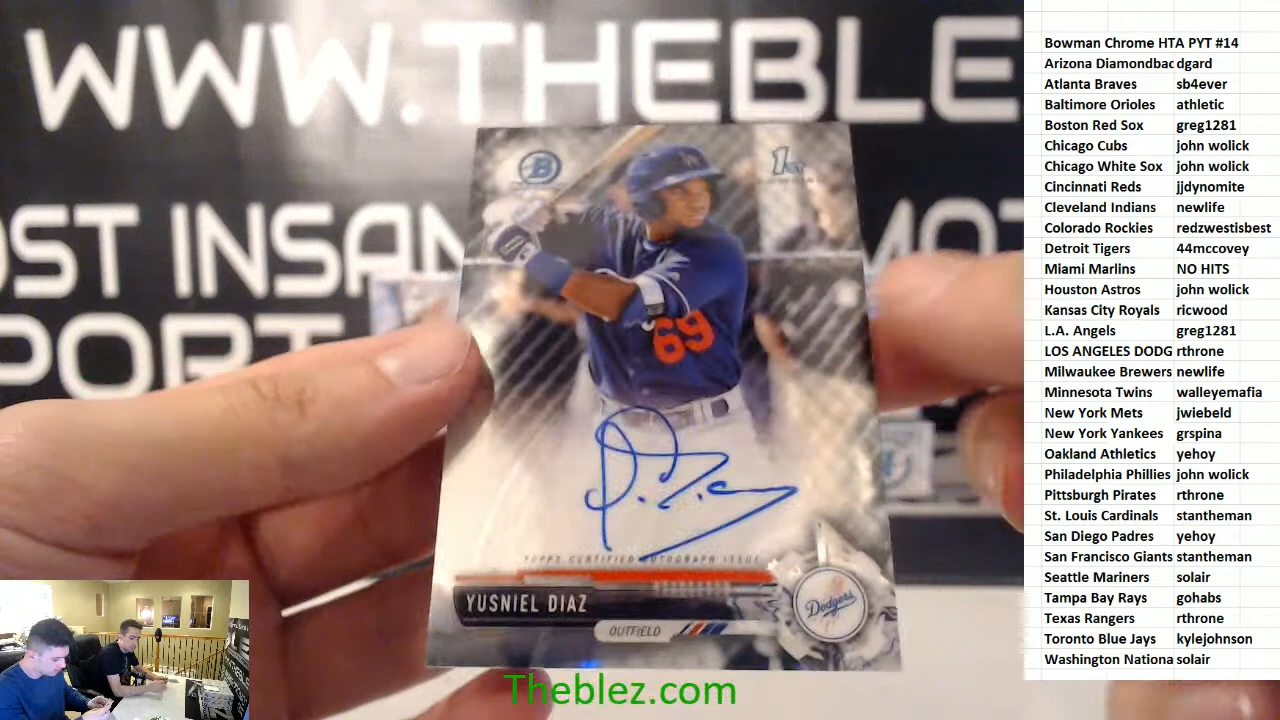 WWW.THEBLE
OST INSAN
MOT
PORT
B
1st
69
TOPPS CERTIFIED AUTOGRAPH ISSUE
YUSNIEL DIAZ
OUTFIELD
Dodgers
Theblez.com
Bowman Chrome HTA PYT #14
Arizona Diamondbac dgard
Atlanta Braves sb4ever
Baltimore Orioles athletic
Boston Red Sox greg1281
Chicago Cubs john wolick
Chicago White Sox john wolick
Cincinnati Reds jjdynomite
Cleveland Indians newlife
Colorado Rockies redzwestisbest
Detroit Tigers 44mccovey
Miami Marlins NO HITS
Houston Astros john wolick
Kansas City Royals ricwood
L.A. Angels greg1281
LOS ANGELES DODG rthrone
Milwaukee Brewers newlife
Minnesota Twins walleyemafia
New York Mets jwiebeld
New York Yankees grspina
Oakland Athletics yehoy
Philadelphia Phillies john wolick
Pittsburgh Pirates rthrone
St. Louis Cardinals stantheman
San Diego Padres yehoy
San Francisco Giants stantheman
Seattle Mariners solair
Tampa Bay Rays gohabs
Texas Rangers rthrone
Toronto Blue Jays kylejohnson
Washington Nationa solair